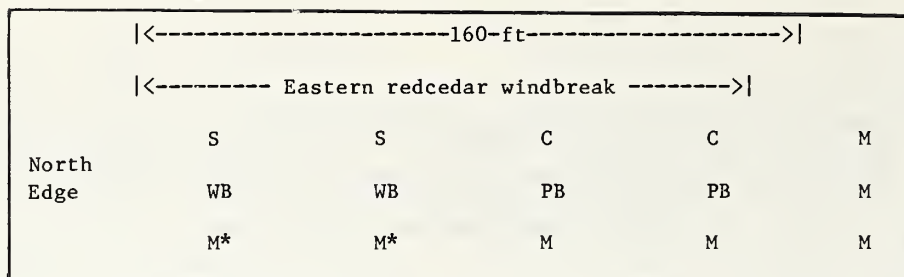 |<-----------------------160-ft-------------------->|
|<--------- Eastern redcedar windbreak -------->|
S S C C M
North
Edge WB WB PB PB M
M* M* M M M